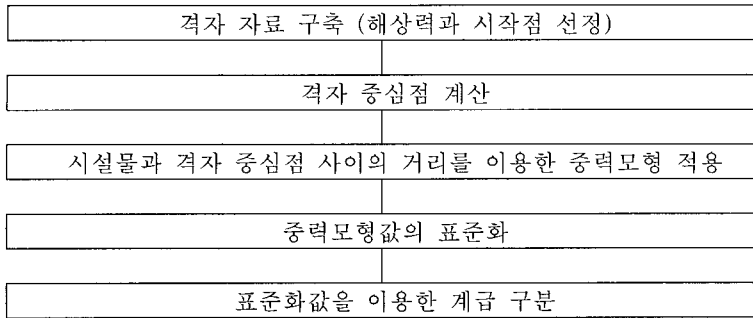 격자 자료 구축 (해상력과 시작점 선정)
격자 중심점 계산
시설물과 격자 중심점 사이의 거리를 이용한 중력모형 적용
중력모형값의 표준화
표준화값을 이용한 계급 구분